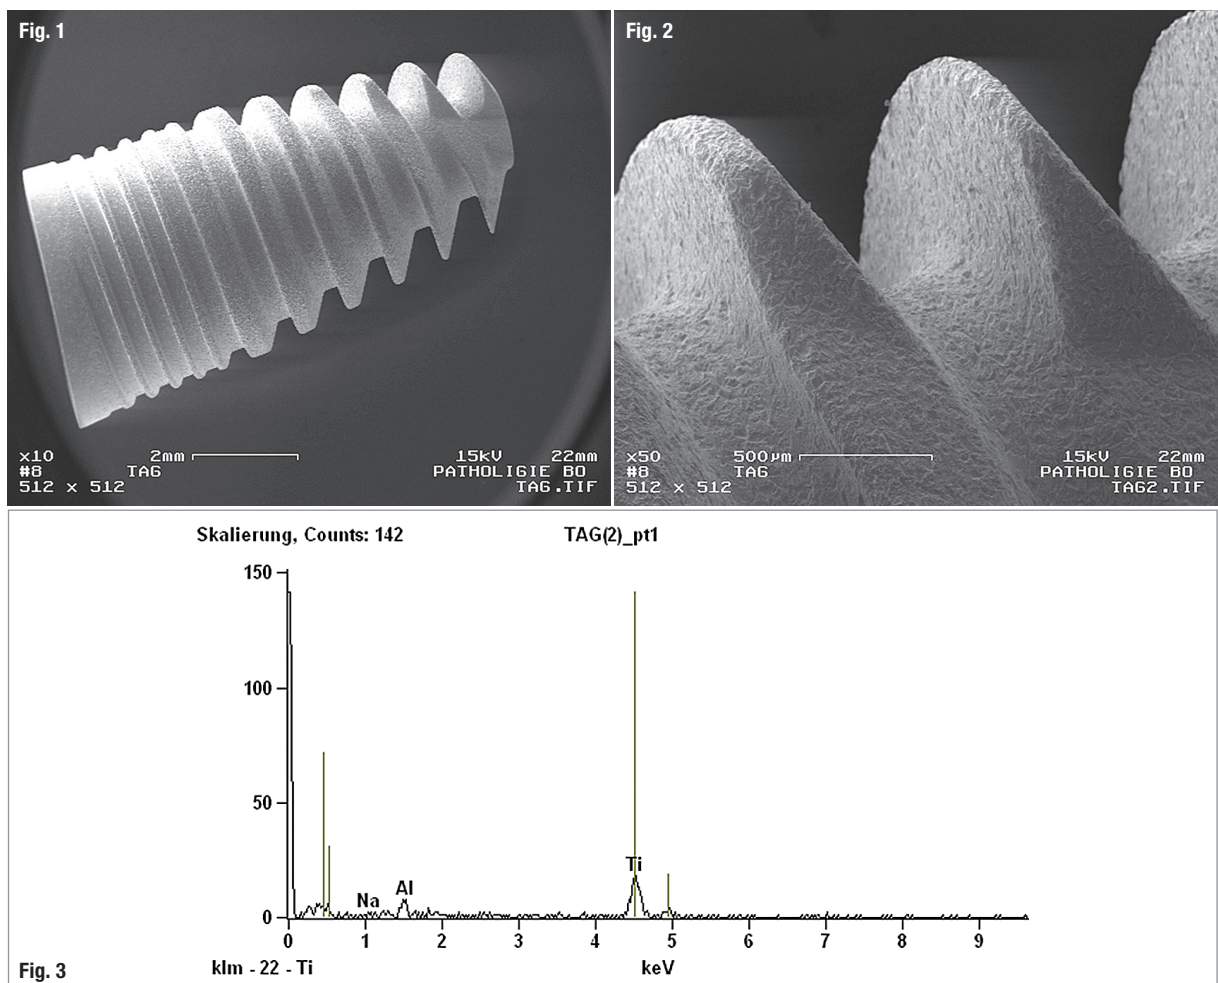 Fig. 1
x10 2mm 15kV 22mm
#8 TAG PATHOLIGIE BO
512 x 512 TAG.TIF
Fig. 2
x50 500µm 15kV 22mm
#8 TAG PATHOLIGIE BO
512 x 512 TAG2.TIF
Skalierung, Counts: 142 TAG(2)_pt1
150
100
50
0
Na
Al
Ti
0 1 2 3 4 5 6 7 8 9
klm - 22 - Ti keV
Fig. 3